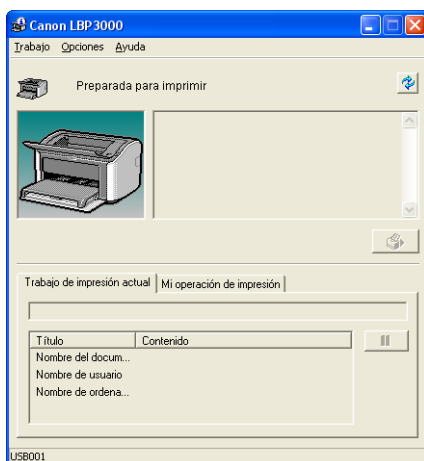 Canon LBP3000
Trabajo Opciones Ayuda
Preparada para imprimir
Trabajo de impresión actual Mi operación de impresión
Título Contenido
Nombre del docum...
Nombre de usuario
Nombre de ordena...
USB001